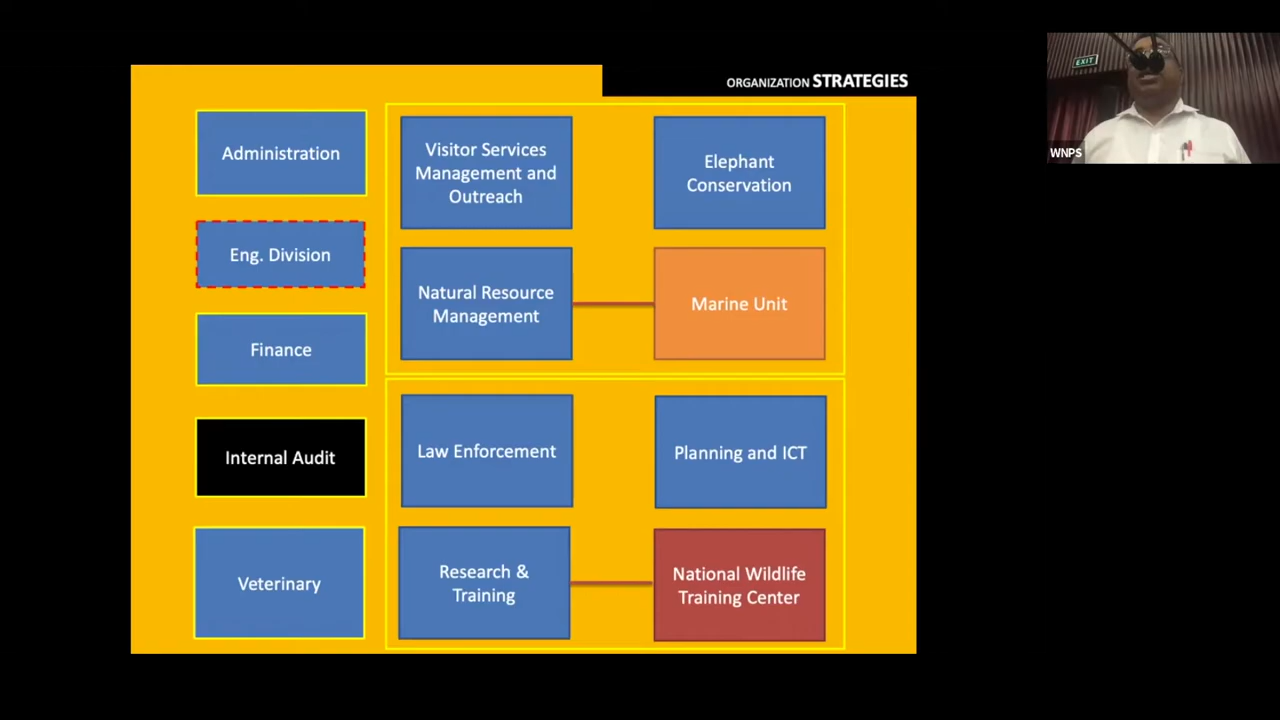 ORGANIZATION STRATEGIES
Administration
Eng. Division
Finance
Internal Audit
Veterinary
Visitor Services
Management and
Outreach
Elephant
Conservation
Natural Resource
Management
Marine Unit
Law Enforcement
Planning and ICT
Research &
Training
National Wildlife
Training Center
EXIT
WNPS